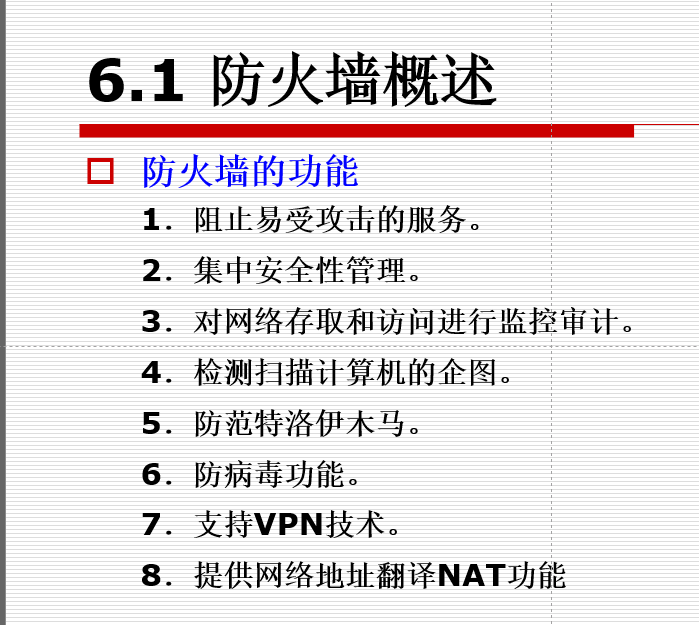 6.1 防火墙概述
防火墙的功能
1．阻止易受攻击的服务。
2．集中安全性管理。
3．对网络存取和访问进行监控审计。
4．检测扫描计算机的企图。
5．防范特洛伊木马。
6．防病毒功能。
7．支持VPN技术。
8．提供网络地址翻译NAT功能